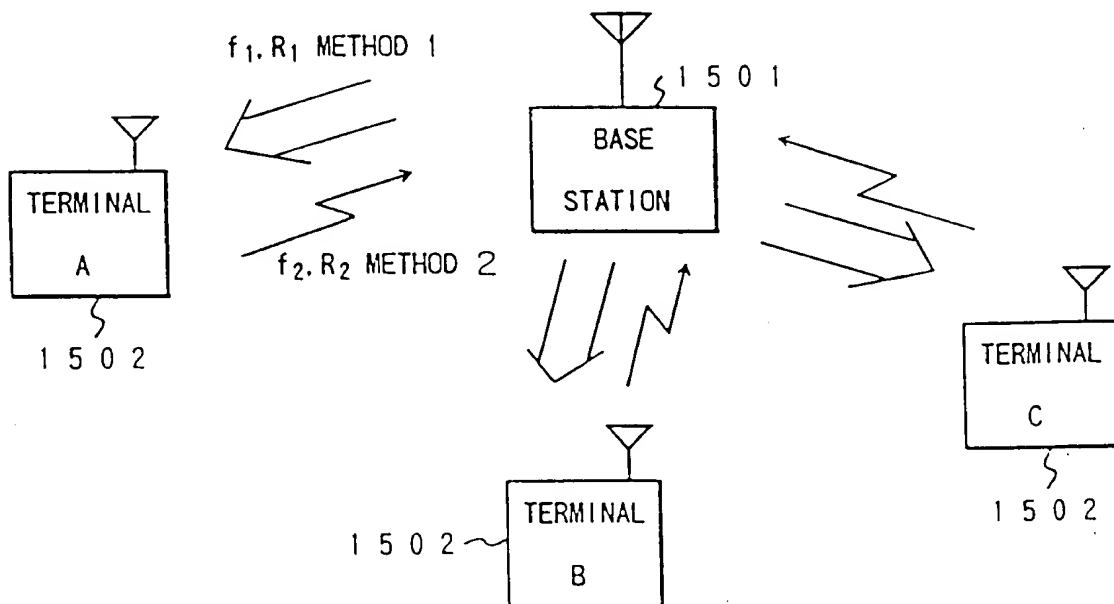 f₁, R₁ METHOD 1
1501
BASE
STATION
TERMINAL
A
1502
f₂, R₂ METHOD 2
TERMINAL
C
1502
TERMINAL
B
1502